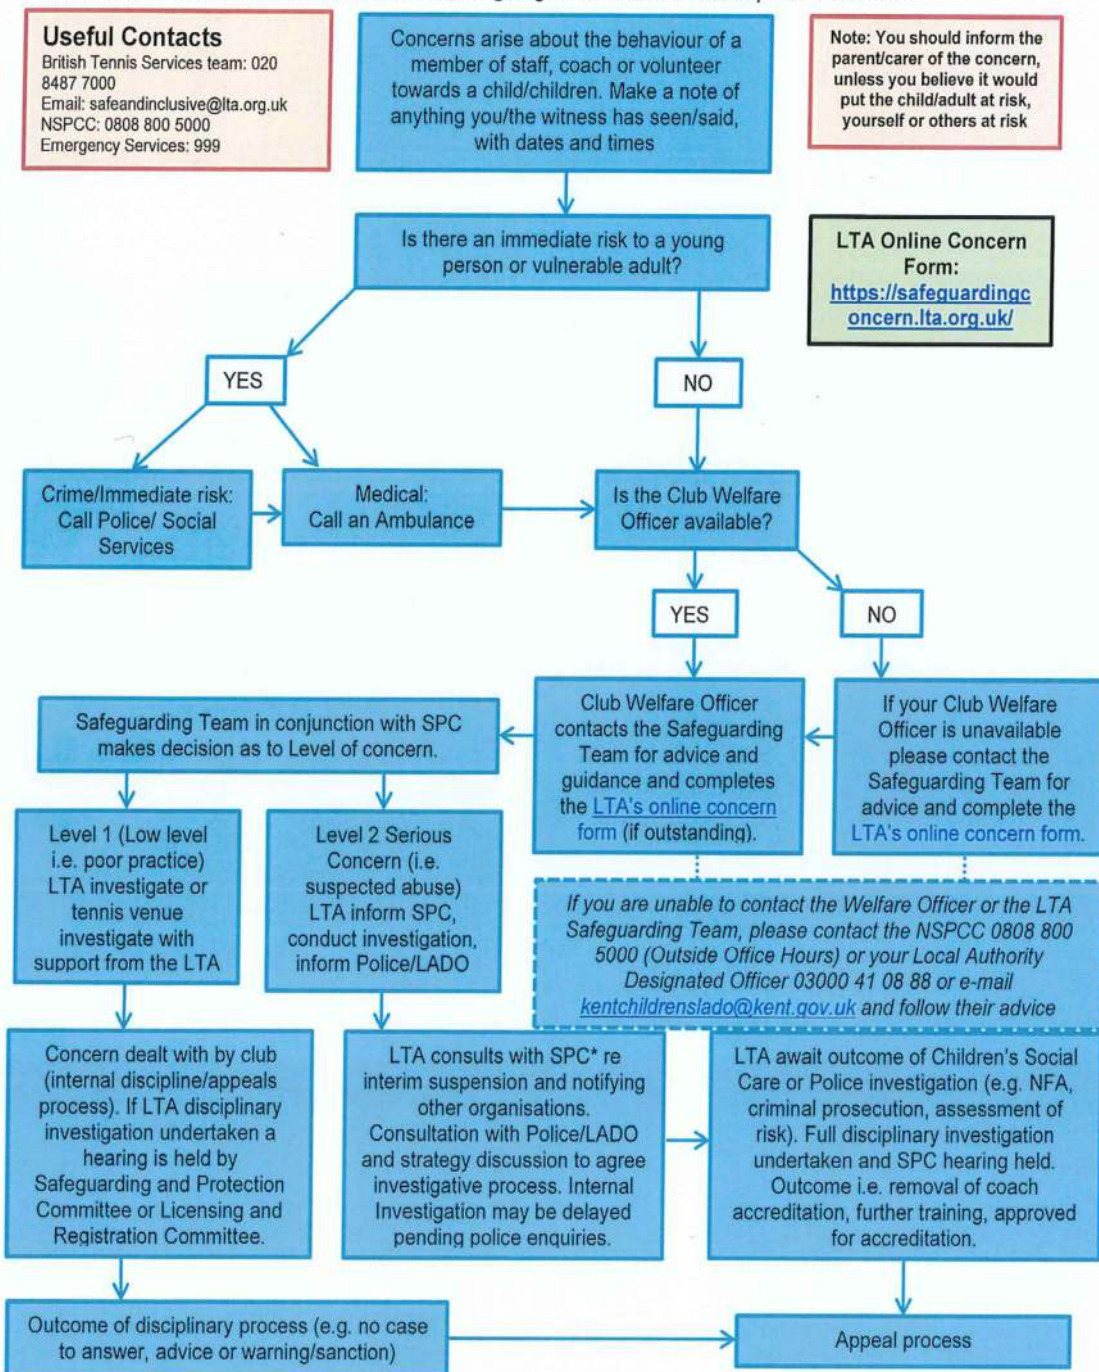 Useful Contacts
British Tennis Services team: 020
8487 7000
Email: safeandinclusive@lta.org.uk
NSPCC: 0808 800 5000
Emergency Services: 999
Concerns arise about the behaviour of a
member of staff, coach or volunteer
towards a child/children. Make a note of
anything you/the witness has seen/said,
with dates and times
Note: You should inform the
parent/carer of the concern,
unless you believe it would
put the child/adult at risk,
yourself or others at risk
Is there an immediate risk to a young
person or vulnerable adult?
LTA Online Concern
Form:
https://safeguardingc
oncern.lta.org.uk/
YES
NO
Crime/Immediate risk:
Call Police/ Social
Services
Medical:
Call an Ambulance
Is the Club Welfare
Officer available?
YES
NO
Safeguarding Team in conjunction with SPC
makes decision as to Level of concern.
Club Welfare Officer
contacts the Safeguarding
Team for advice and
guidance and completes
the LTA's online concern
form (if outstanding).
If your Club Welfare
Officer is unavailable
please contact the
Safeguarding Team for
advice and complete the
LTA's online concern form.
Level 1 (Low level
i.e. poor practice)
LTA investigate or
tennis venue
investigate with
support from the LTA
Level 2 Serious
Concern (i.e.
suspected abuse)
LTA inform SPC,
conduct investigation,
inform Police/LADO
If you are unable to contact the Welfare Officer or the LTA
Safeguarding Team, please contact the NSPCC 0808 800
5000 (Outside Office Hours) or your Local Authority
Designated Officer 03000 41 08 88 or e-mail
kentchildrenslado@kent.gov.uk and follow their advice
Concern dealt with by club
(internal discipline/appeals
process). If LTA disciplinary
investigation undertaken a
hearing is held by
Safeguarding and Protection
Committee or Licensing and
Registration Committee.
LTA consults with SPC* re
interim suspension and notifying
other organisations.
Consultation with Police/LADO
and strategy discussion to agree
investigative process. Internal
Investigation may be delayed
pending police enquiries.
LTA await outcome of Children's Social
Care or Police investigation (e.g. NFA,
criminal prosecution, assessment of
risk). Full disciplinary investigation
undertaken and SPC hearing held.
Outcome i.e. removal of coach
accreditation, further training, approved
for accreditation.
Outcome of disciplinary process (e.g. no case
to answer, advice or warning/sanction)
Appeal process